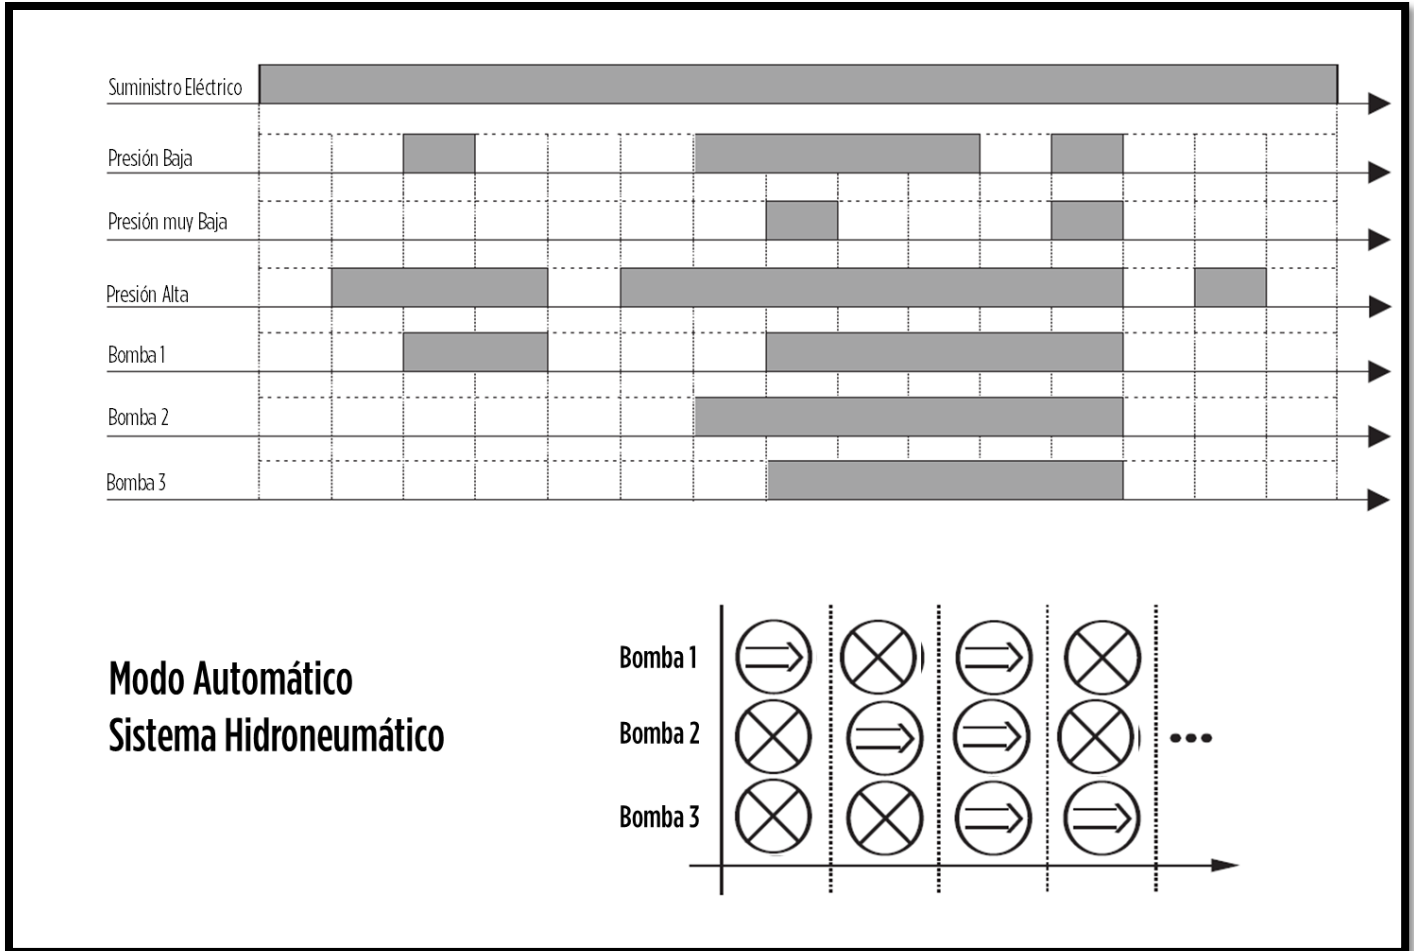 Suministro Eléctrico
Presión Baja
Presión muy Baja
Presión Alta
Bomba 1
Bomba 2
Bomba 3
Modo Automático
Sistema Hidroneumático
Bomba 1
Bomba 2
Bomba 3